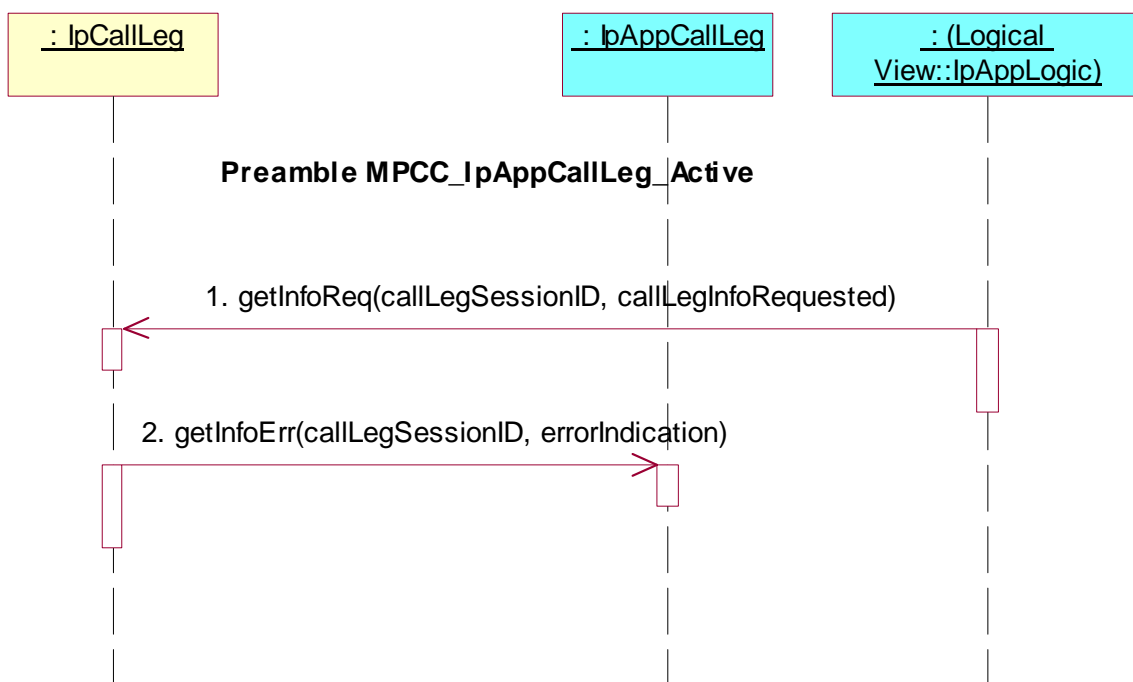 : IpCallLeg
: IpAppCallLeg
: (Logical
View::IpAppLogic)
Preamble MPCC_IpAppCallLeg_Active
1. getInfoReq(callLegSessionID, callLegInfoRequested)
2. getInfoErr(callLegSessionID, errorIndication)